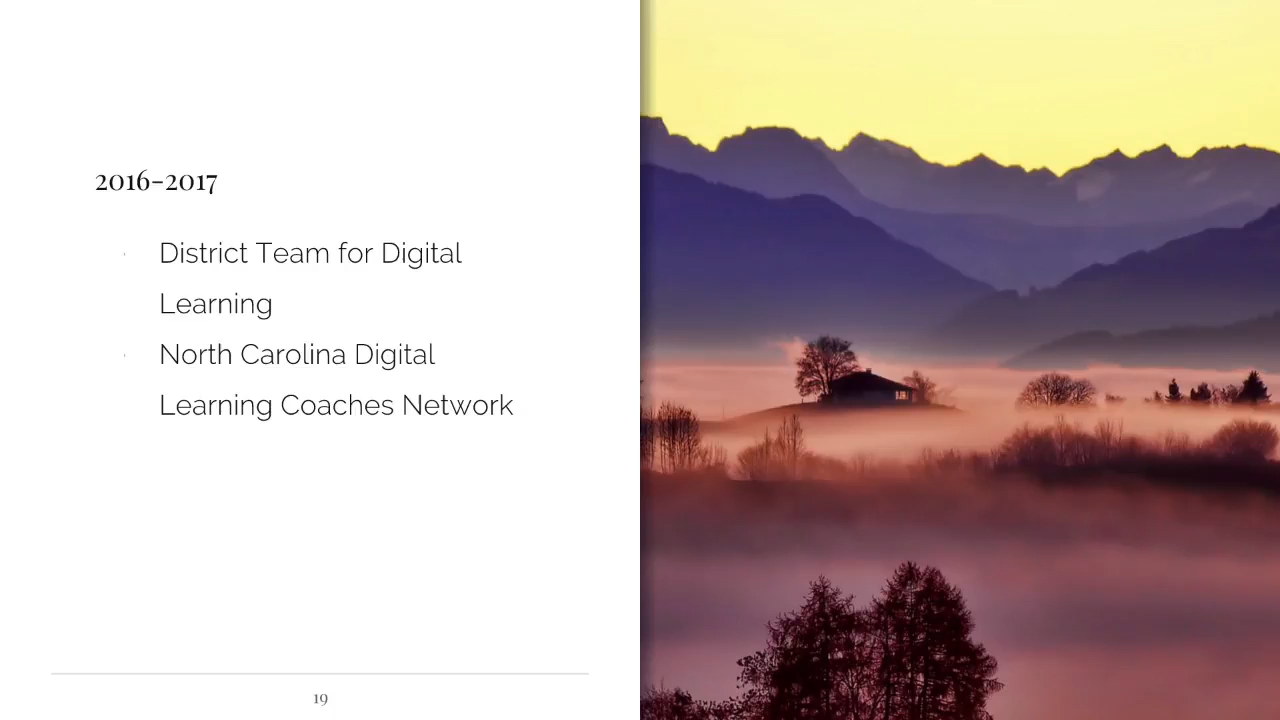 2016-2017
District Team for Digital
Learning
North Carolina Digital
Learning Coaches Network
19